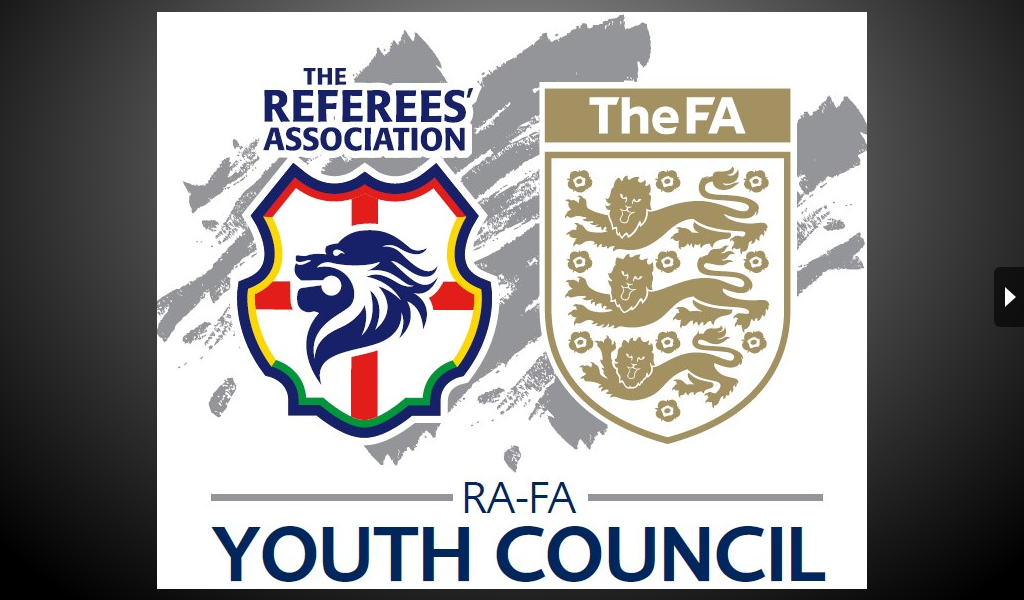 THE
REFEREES'
ASSOCIATION
TheFA
RA-FA
YOUTH COUNCIL